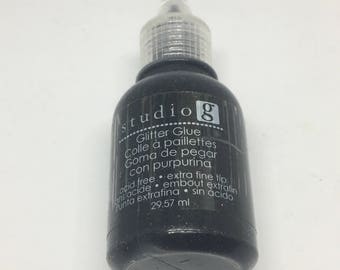 studio g
Glitter Glue
Colle à paillettes
Goma de pegar
con purpurina
acid free • extra fine tip
sans acide • embout extrafin
punta extrafina • sin ácido
29.57 ml